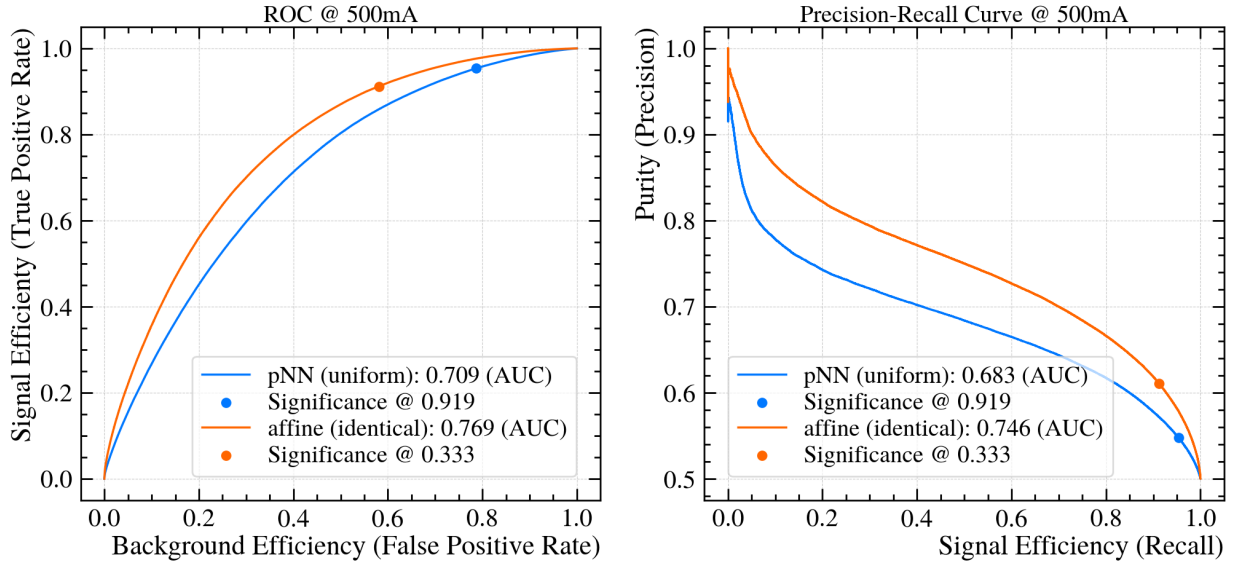 ROC @ 500mA
Signal Efficienty (True Positive Rate)
1.0
0.8
0.6
0.4
0.2
0.0
pNN (uniform): 0.709 (AUC)
Significance @ 0.919
affine (identical): 0.769 (AUC)
Significance @ 0.333
0.0 0.2 0.4 0.6 0.8 1.0
Background Efficiency (False Positive Rate)
Precision-Recall Curve @ 500mA
Purity (Precision)
1.0
0.9
0.8
0.7
0.6
0.5
pNN (uniform): 0.683 (AUC)
Significance @ 0.919
affine (identical): 0.746 (AUC)
Significance @ 0.333
0.0 0.2 0.4 0.6 0.8 1.0
Signal Efficiency (Recall)